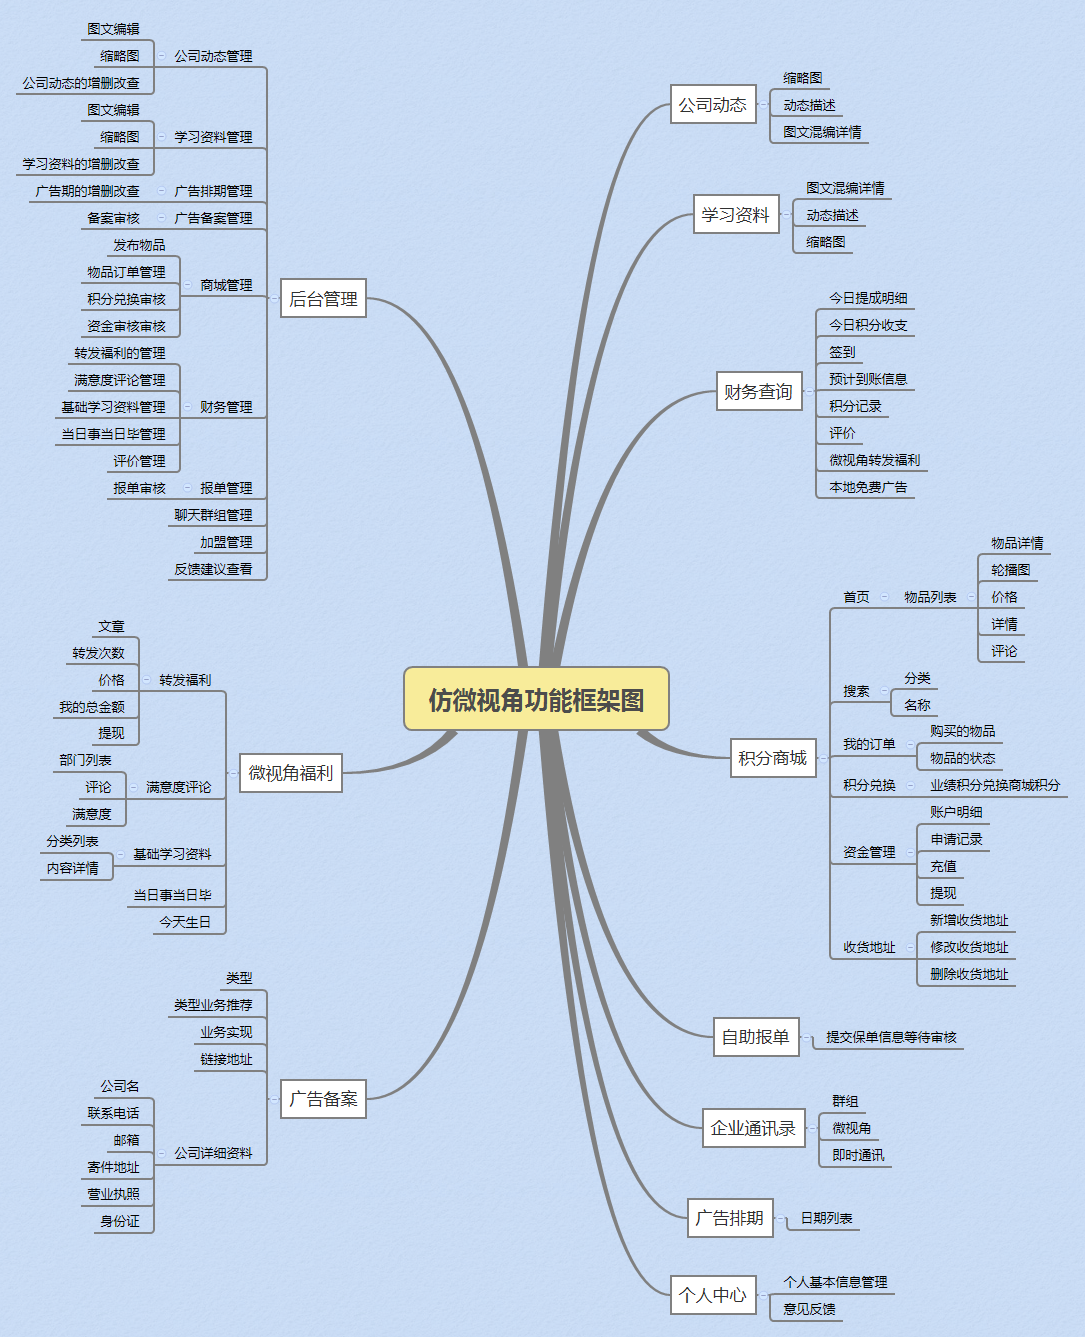 仿微视角功能框架图
公司动态
缩略图
动态描述
图文混编详情
学习资料
图文混编详情
动态描述
缩略图
财务查询
今日提成明细
今日积分收支
签到
预计到账信息
积分记录
评价
微视角转发福利
本地免费广告
积分商城
首页
物品列表
物品详情
轮播图
价格
详情
评论
搜索
分类
名称
我的订单
购买的物品
物品的状态
积分兑换
业绩积分兑换商城积分
资金管理
账户明细
申请记录
充值
提现
收货地址
新增收货地址
修改收货地址
删除收货地址
自助报单
提交保单信息等待审核
企业通讯录
群组
微视角
即时通讯
广告排期
日期列表
个人中心
个人基本信息管理
意见反馈
后台管理
公司动态管理
图文编辑
缩略图
公司动态的增删改查
学习资料管理
图文编辑
缩略图
学习资料的增删改查
广告排期管理
广告期的增删改查
广告备案管理
备案审核
商城管理
发布物品
物品订单管理
积分兑换审核
资金审核审核
财务管理
转发福利的管理
满意度评论管理
基础学习资料管理
当日事当日毕管理
评价管理
报单管理
报单审核
聊天群组管理
加盟管理
反馈建议查看
微视角福利
转发福利
文章
转发次数
价格
我的总金额
提现
满意度评论
部门列表
评论
满意度
基础学习资料
分类列表
内容详情
当日事当日毕
今天生日
广告备案
类型
类型业务推荐
业务实现
链接地址
公司详细资料
公司名
联系电话
邮箱
寄件地址
营业执照
身份证